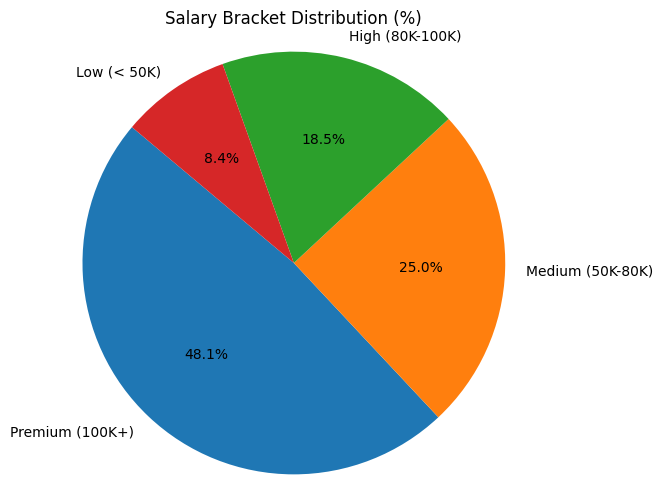 Salary Bracket Distribution (%)
High (80K-100K)
Low (< 50K)
18.5%
8.4%
25.0%
Medium (50K-80K)
48.1%
Premium (100K+)